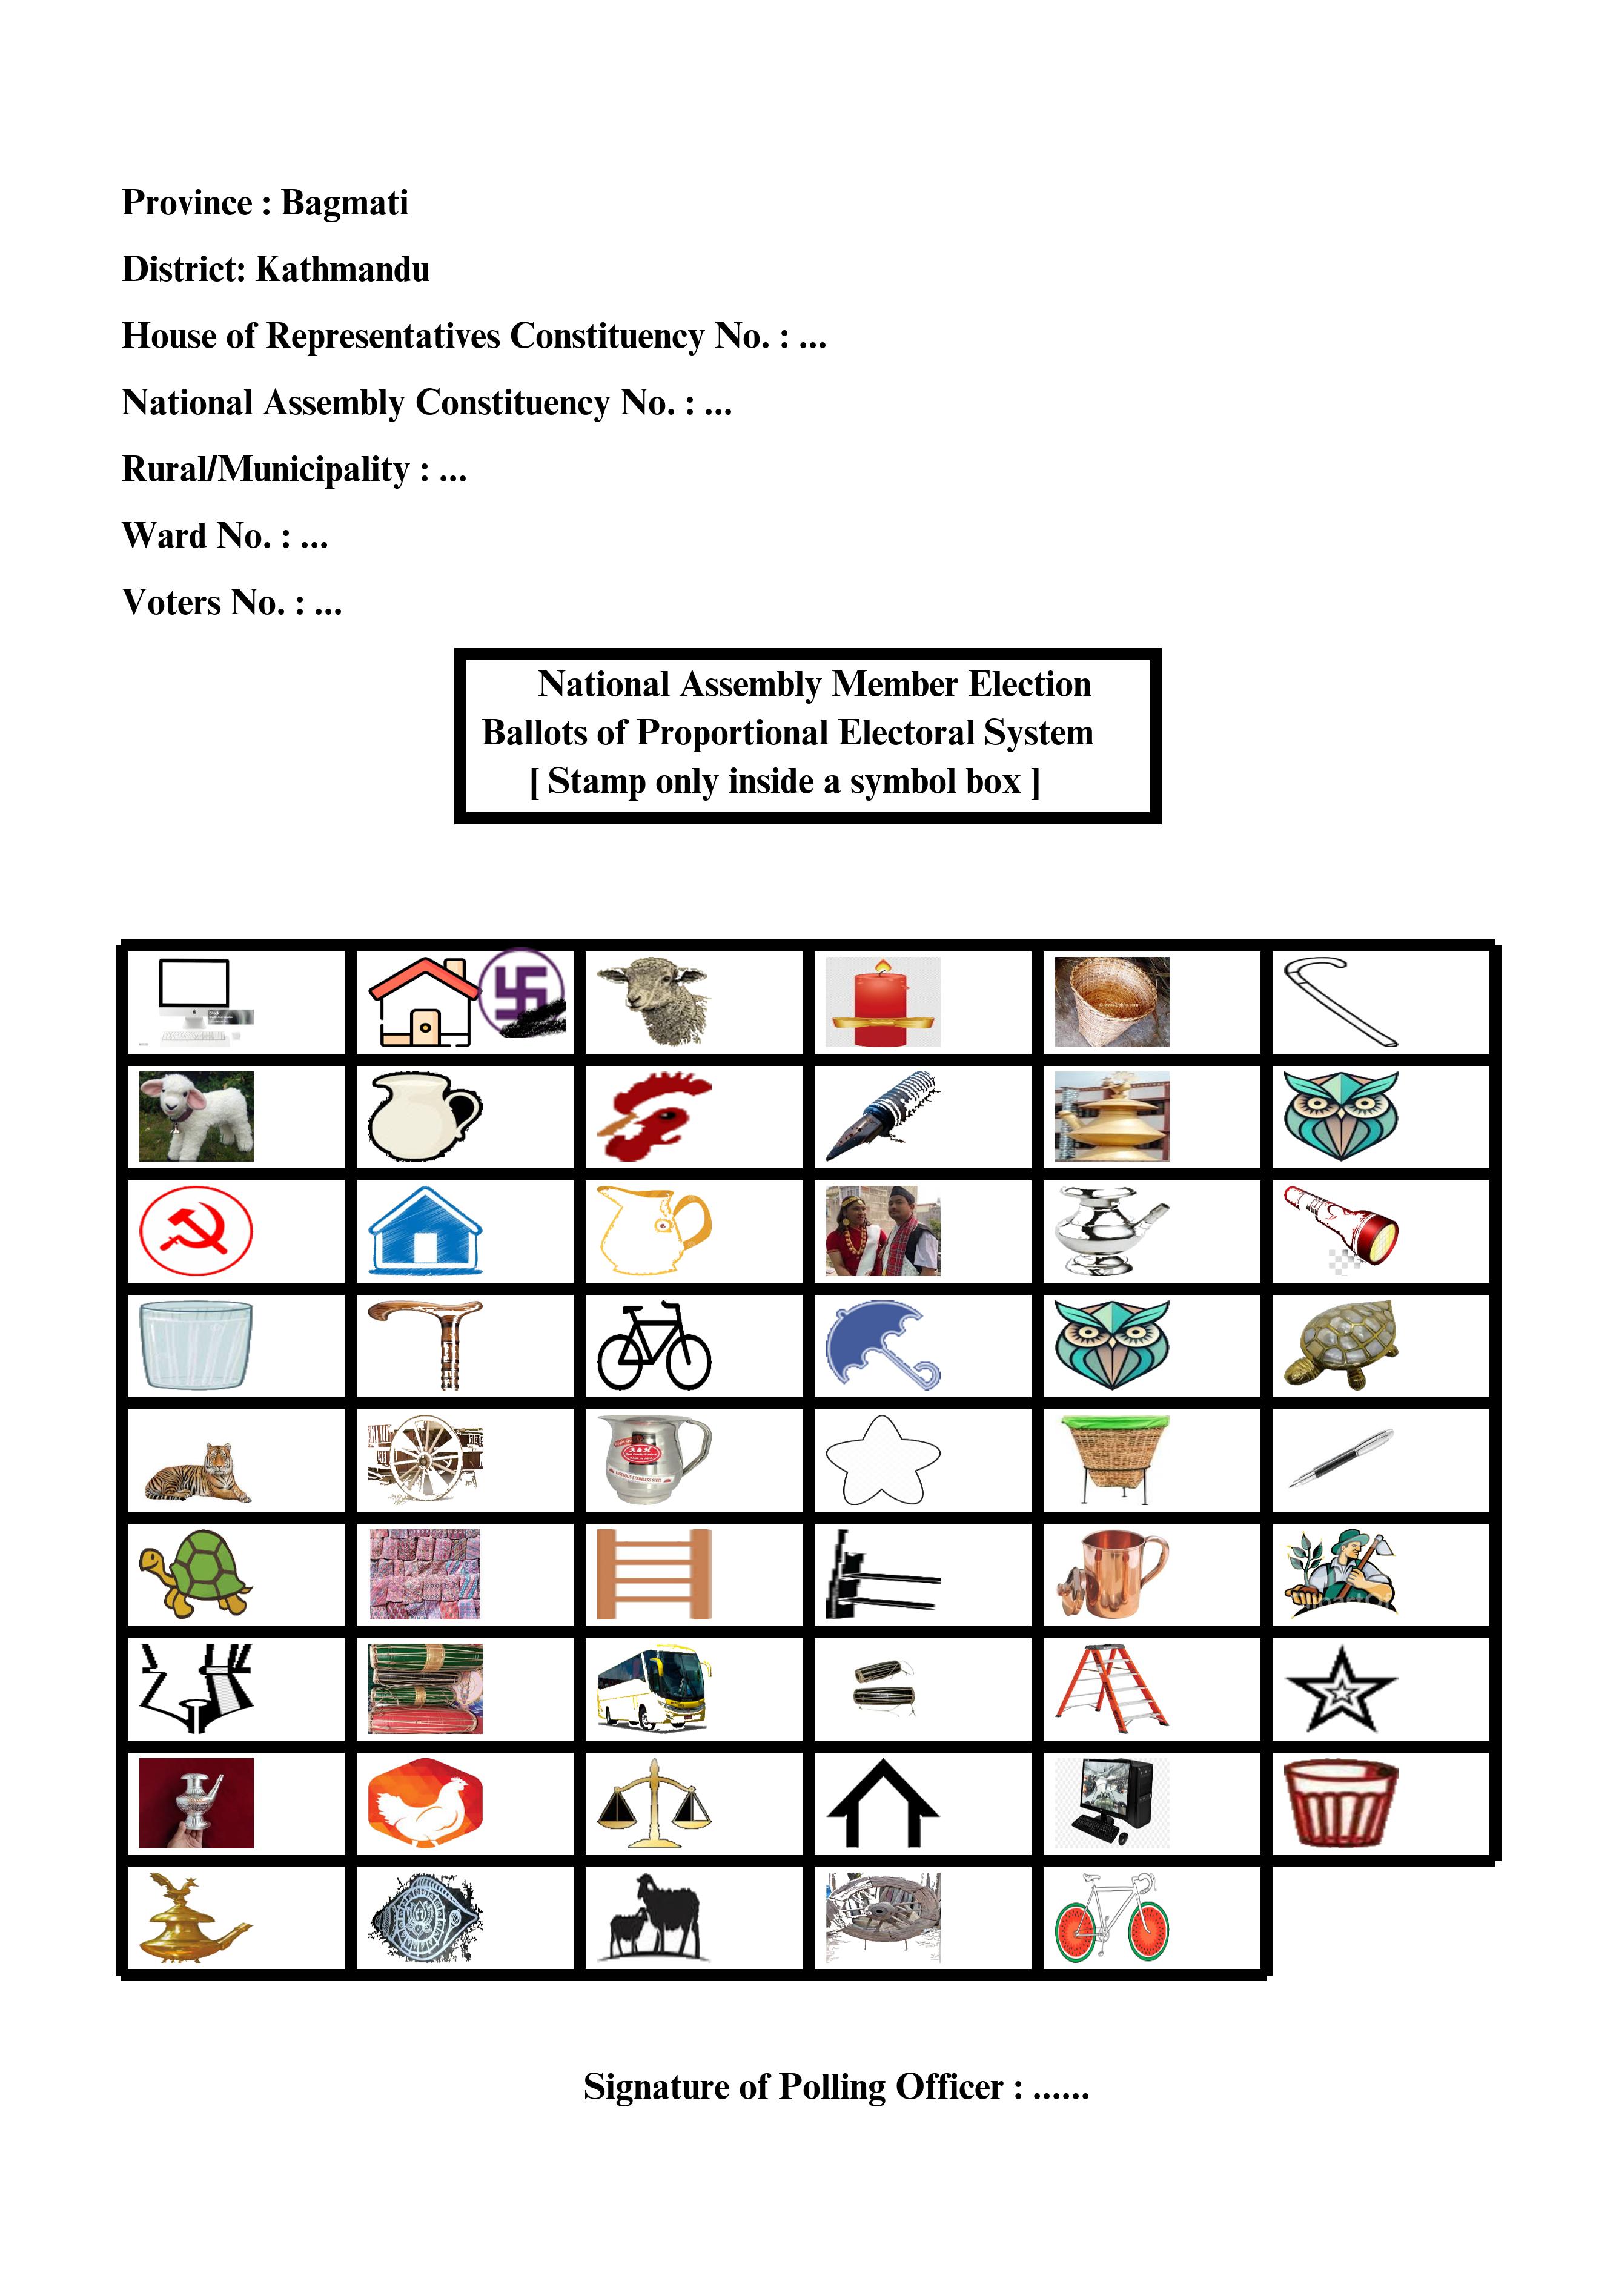 Province : Bagmati
District: Kathmandu
House of Representatives Constituency No. : ...
National Assembly Constituency No. : ...
Rural/Municipality : ...
Ward No. : ...
Voters No. : ...
National Assembly Member Election
Ballots of Proportional Electoral System
[ Stamp only inside a symbol box ]
Signature of Polling Officer : ......